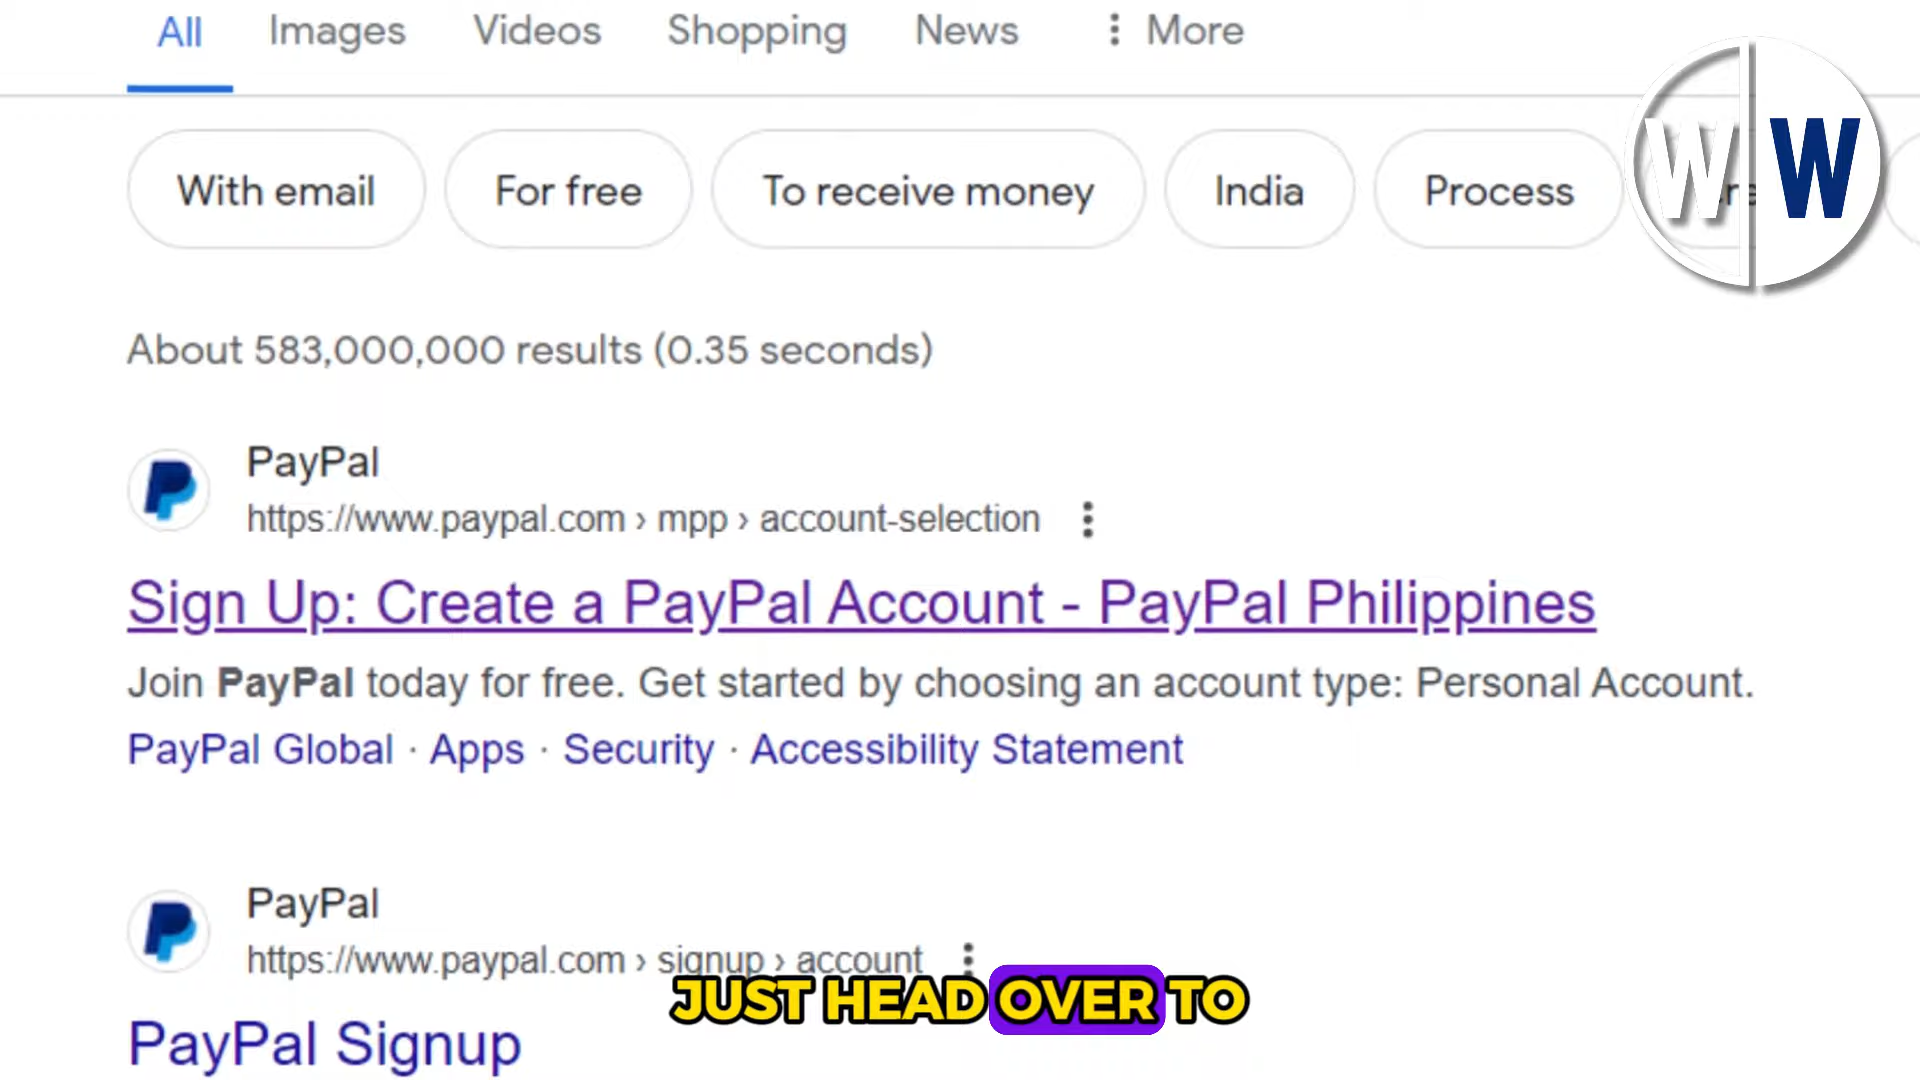 All Images Videos Shopping News More
With email For free To receive money India Process
W W
About 583,000,000 results (0.35 seconds)
PayPal
https://www.paypal.com › mpp › account-selection
Sign Up: Create a PayPal Account - PayPal Philippines
Join PayPal today for free. Get started by choosing an account type: Personal Account.
PayPal Global · Apps · Security · Accessibility Statement
PayPal
https://www.paypal.com › signup › account
JUST HEAD OVER TO
PayPal Signup